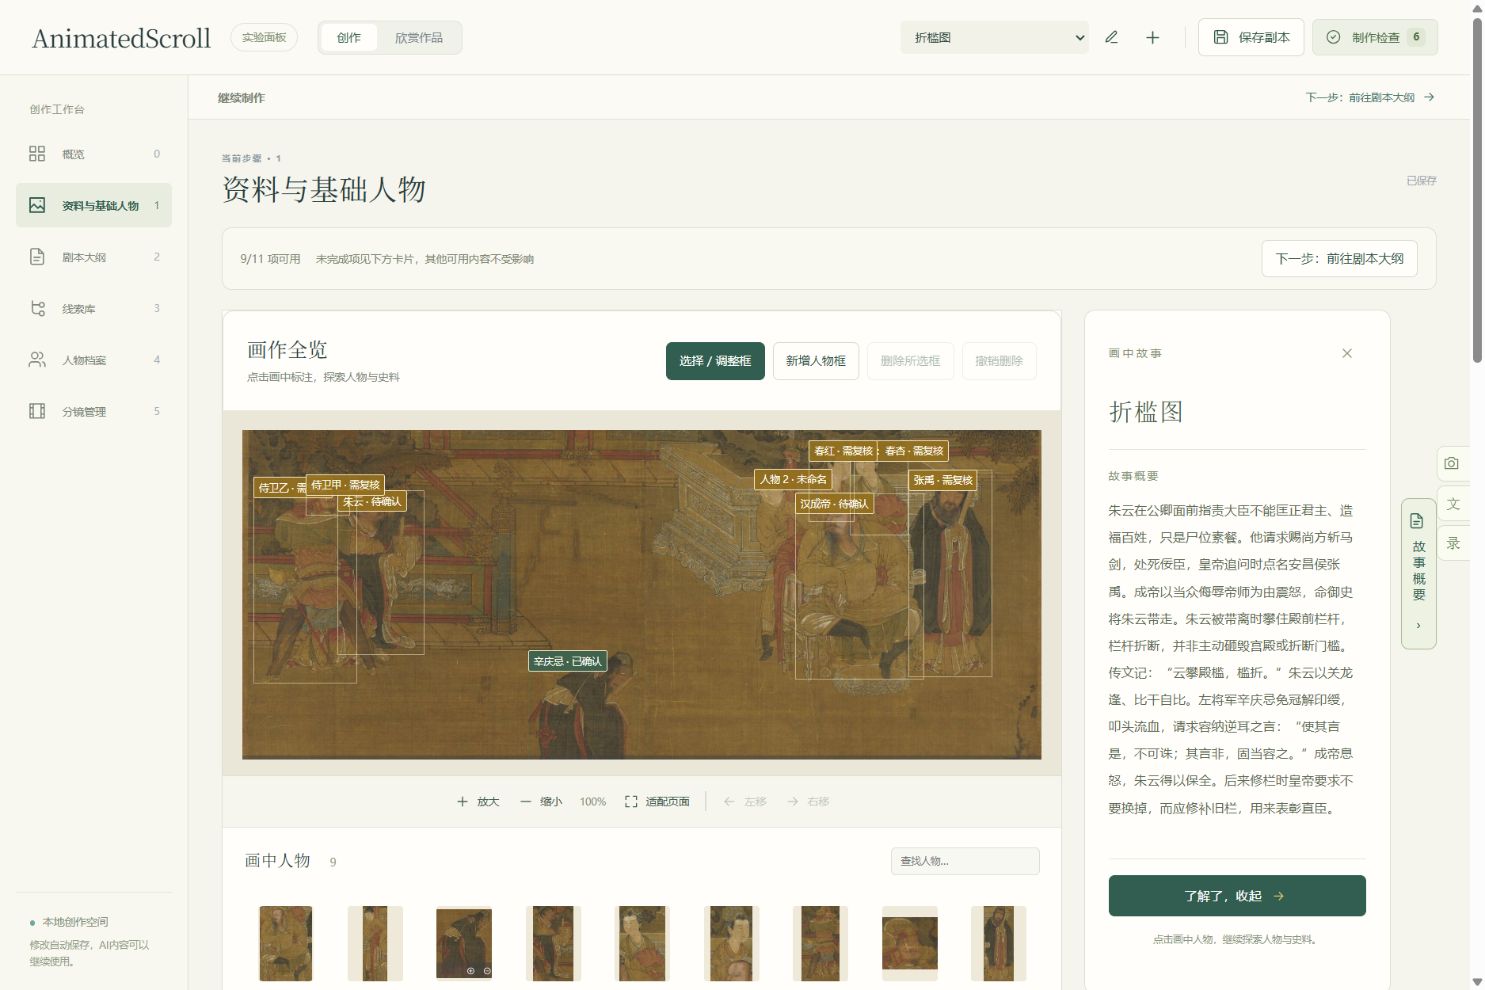 AnimatedScroll
实验面板
创作
欣赏作品
折槛图
保存副本
制作检查 6
创作工作台
概览 0
资料与基础人物 1
剧本大纲 2
线索库 3
人物档案 4
分镜管理 5
本地创作空间
修改自动保存，AI内容可以
继续使用。
继续制作
下一步：前往剧本大纲 →
当前步骤 · 1
资料与基础人物
已保存
9/11 项可用 未完成项见下方卡片，其他可用内容不受影响
下一步：前往剧本大纲
画作全览
点击画中标注，探索人物与史料
选择 / 调整框
新增人物框
删除所选框
撤销删除
侍卫乙 · 需
侍卫甲 · 需复核
朱云 · 待确认
春红 · 需复核
春杏 · 需复核
人物 2 · 未命名
张禹 · 需复核
汉成帝 · 待确认
辛庆忌 · 已确认
放大
缩小
100%
适配页面
← 左移
→ 右移
画中人物 9
查找人物...
画中故事
折槛图
故事概要
朱云在公卿面前指责大臣不能匡正君主、造
福百姓，只是尸位素餐。他请求赐尚方斩马
剑，处死佞臣，皇帝追问时点名安昌侯张
禹。成帝以当众侮辱帝师为由震怒，命御史
将朱云带走。朱云被带离时攀住殿前栏杆，
栏杆折断，并非主动砸毁宫殿或折断门槛。
传文记：“云攀殿槛，槛折。”朱云以关龙
逢、比干自比。左将军辛庆忌免冠解印绶，
叩头流血，请求容纳逆耳之言：“使其言
是，不可诛；其言非，固当容之。”成帝息
怒，朱云得以保全。后来修栏时皇帝要求不
要换掉，而应修补旧栏，用来表彰直臣。
了解了，收起 →
点击画中人物，继续探索人物与史料。
故事概要 ›
文
录